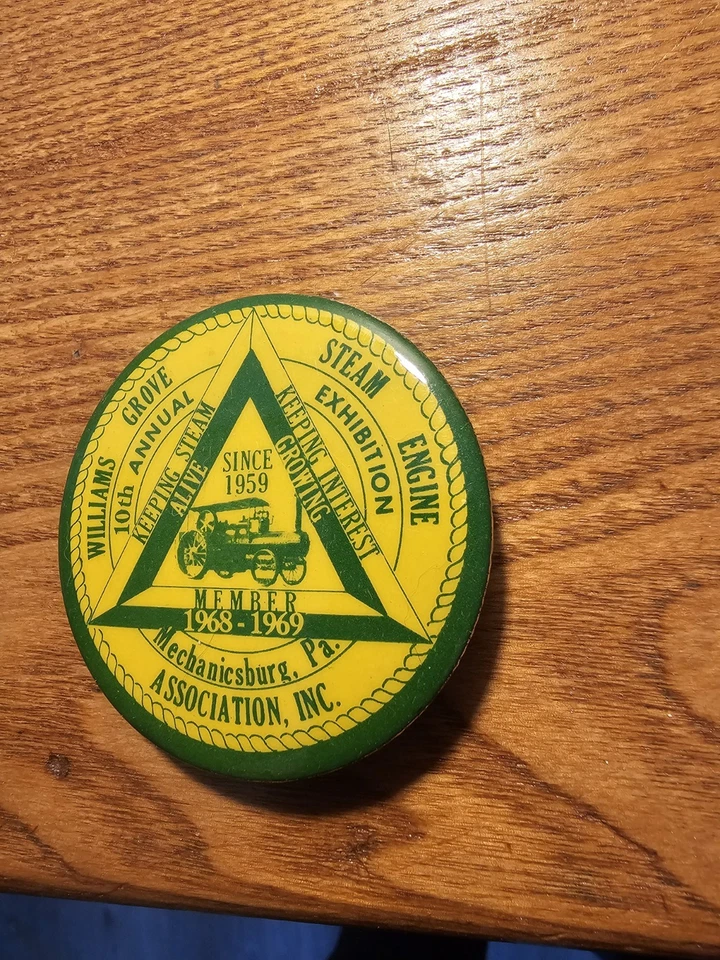 WILLIAMS GROVE STEAM ENGINE
10th ANNUAL EXHIBITION
KEEPING STEAM
ALIVE
KEEPING INTEREST
GROWING
SINCE
1959
MEMBER
1968-1969
Mechanicsburg, Pa.
ASSOCIATION, INC.